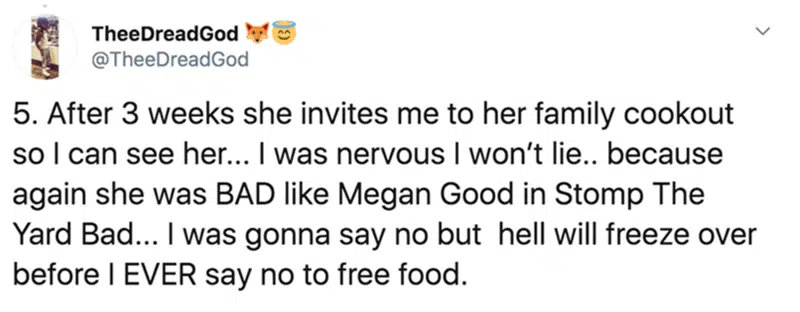 TheeDreadGod 🦊😇
@TheeDreadGod
5. After 3 weeks she invites me to her family cookout
so I can see her... I was nervous I won’t lie.. because
again she was BAD like Megan Good in Stomp The
Yard Bad... I was gonna say no but  hell will freeze over
before I EVER say no to free food.